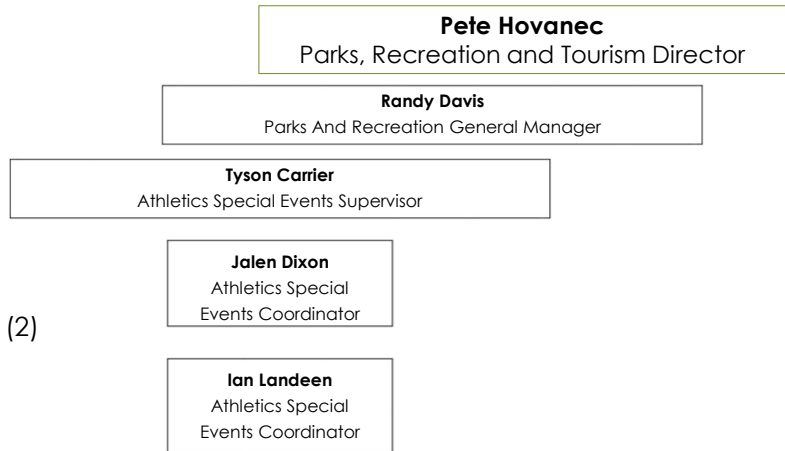 Pete Hovanec
Parks, Recreation and Tourism Director
Randy Davis
Parks And Recreation General Manager
Tyson Carrier
Athletics Special Events Supervisor
Jalen Dixon
Athletics Special
Events Coordinator
(2)
Ian Landeen
Athletics Special
Events Coordinator